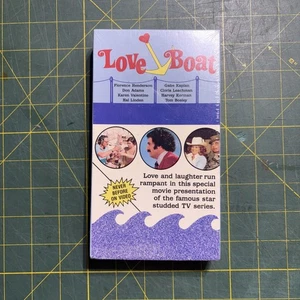 Love Boat
Florence Henderson
Don Adams
Karen Valentine
Hal Linden
Gabe Kaplan
Cloris Leachman
Harvey Korman
Tom Bosley
NEVER
BEFORE
ON VIDEO
Love and laughter run
rampant in this special
movie presentation
of the famous star
studded TV series.